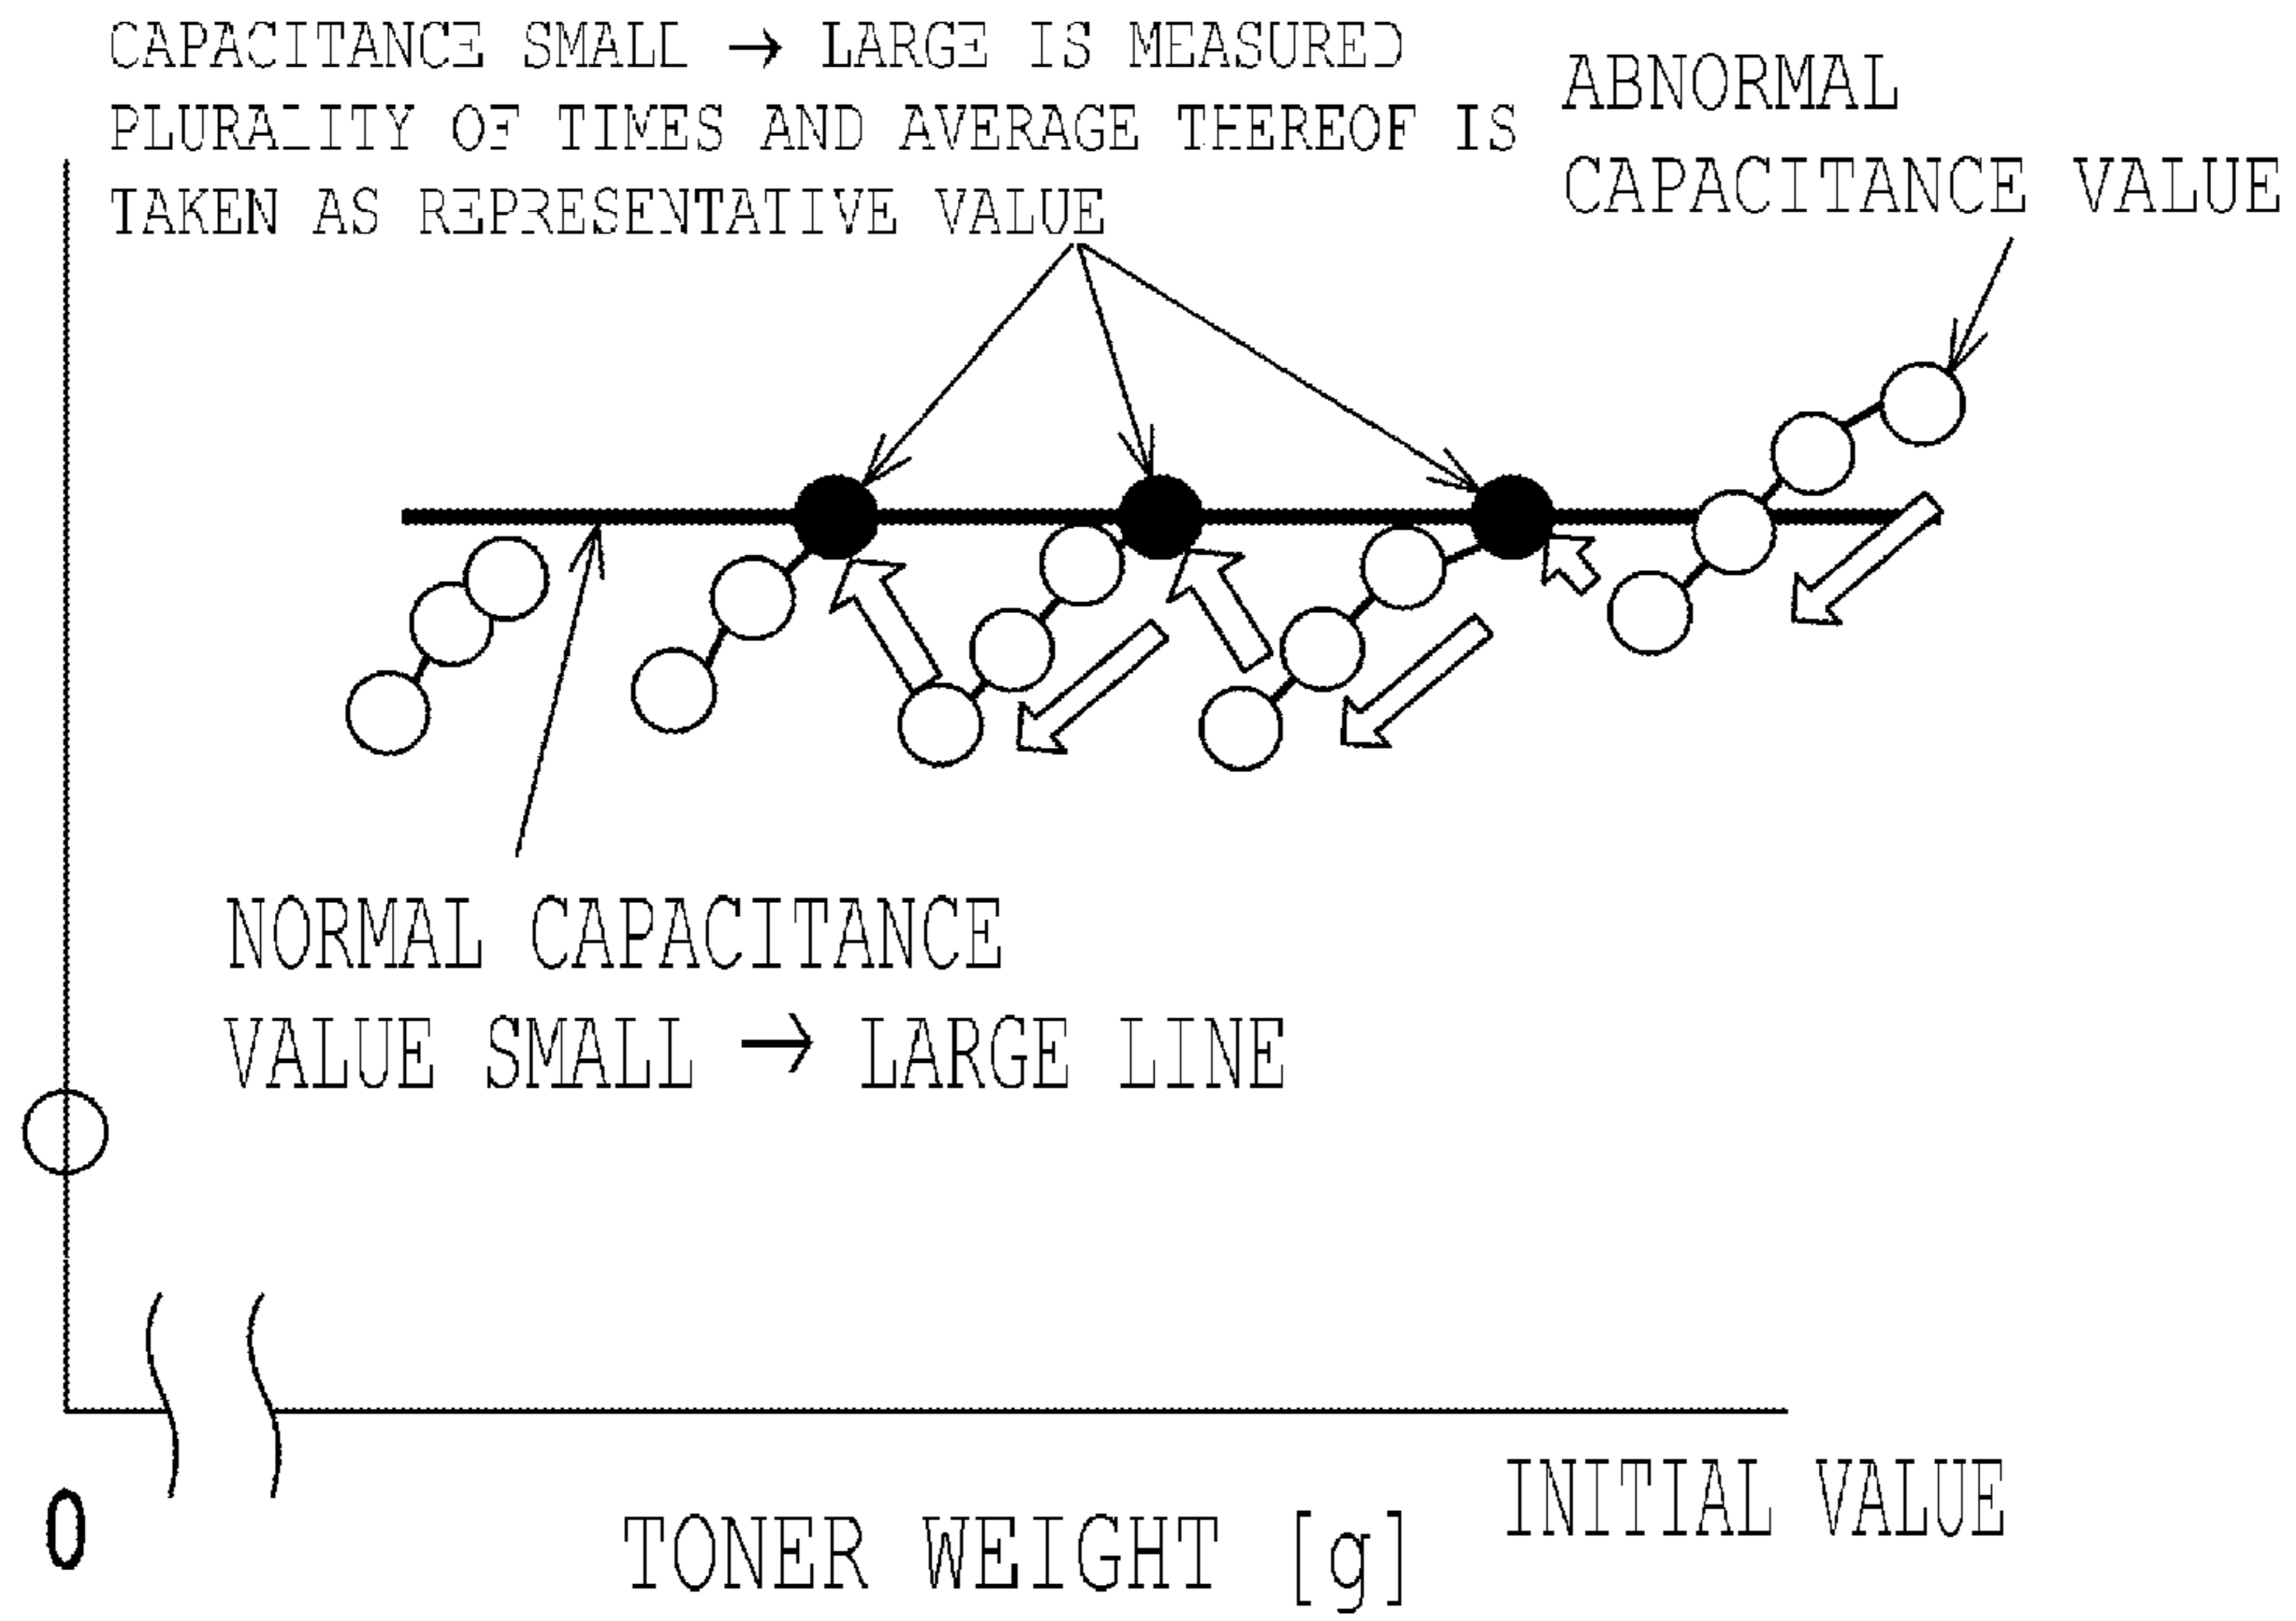 CAPACITANCE SMALL → LARGE IS MEASURED
PLURALITY OF TIMES AND AVERAGE THEREOF IS
TAKEN AS REPRESENTATIVE VALUE
ABNORMAL
CAPACITANCE VALUE
NORMAL CAPACITANCE
VALUE SMALL → LARGE LINE
0
TONER WEIGHT [g]
INITIAL VALUE